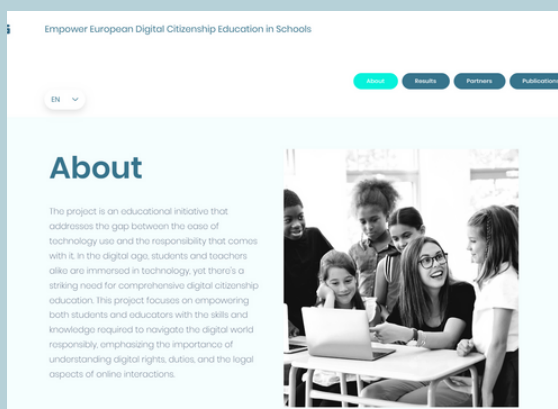 Empower European Digital Citizenship Education in Schools
About Results Partners Publications
EN
About
The project is an educational initiative that
addresses the gap between the ease of
technology use and the responsibility that comes
with it. In the digital age, students and teachers
alike are immersed in technology, yet there's a
striking need for comprehensive digital citizenship
education. This project focuses on empowering
both students and educators with the skills and
knowledge required to navigate the digital world
responsibly, emphasizing the importance of
understanding digital rights, duties, and the legal
aspects of online interactions.